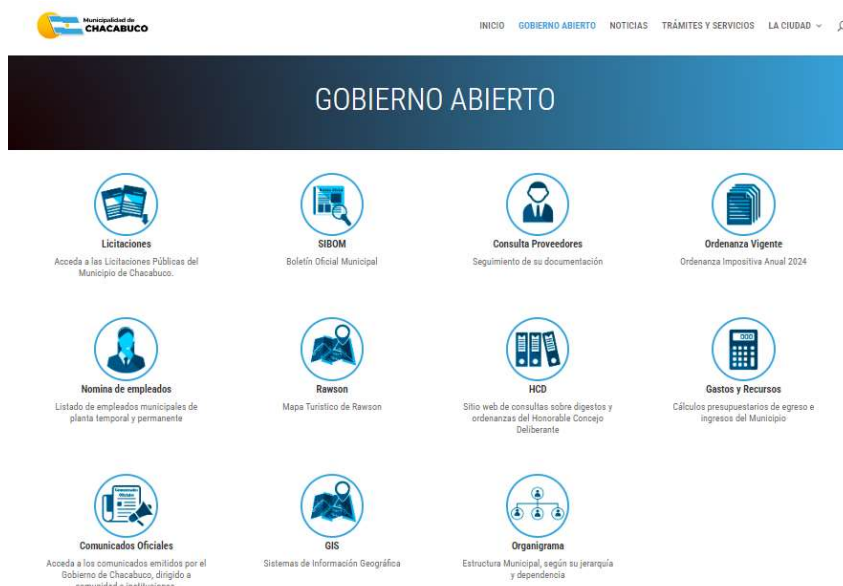 Municipalidad de
CHACABUCO
INICIO GOBIERNO ABIERTO NOTICIAS TRÁMITES Y SERVICIOS LA CIUDAD
GOBIERNO ABIERTO
Licitaciones
Acceda a las Licitaciones Públicas del
Municipio de Chacabuco.
SIBOM
Boletín Oficial Municipal
Consulta Proveedores
Seguimiento de su documentación
Ordenanza Vigente
Ordenanza Impositiva Anual 2024
Nomina de empleados
Listado de empleados municipales de
planta temporal y permanente
Rawson
Mapa Turistico de Rawson
HCD
Sitio web de consultas sobre digestos y
ordenanzas del Honorable Concejo
Deliberante
Gastos y Recursos
Cálculos presupuestarios de egreso e
ingresos del Municipio
Comunicados Oficiales
Acceda a los comunicados emitidos por el
Gobierno de Chacabuco, dirigido a
comunidad e instituciones
GIS
Sistemas de Información Geográfica
Organigrama
Estructura Municipal, según su jerarquía
y dependencia